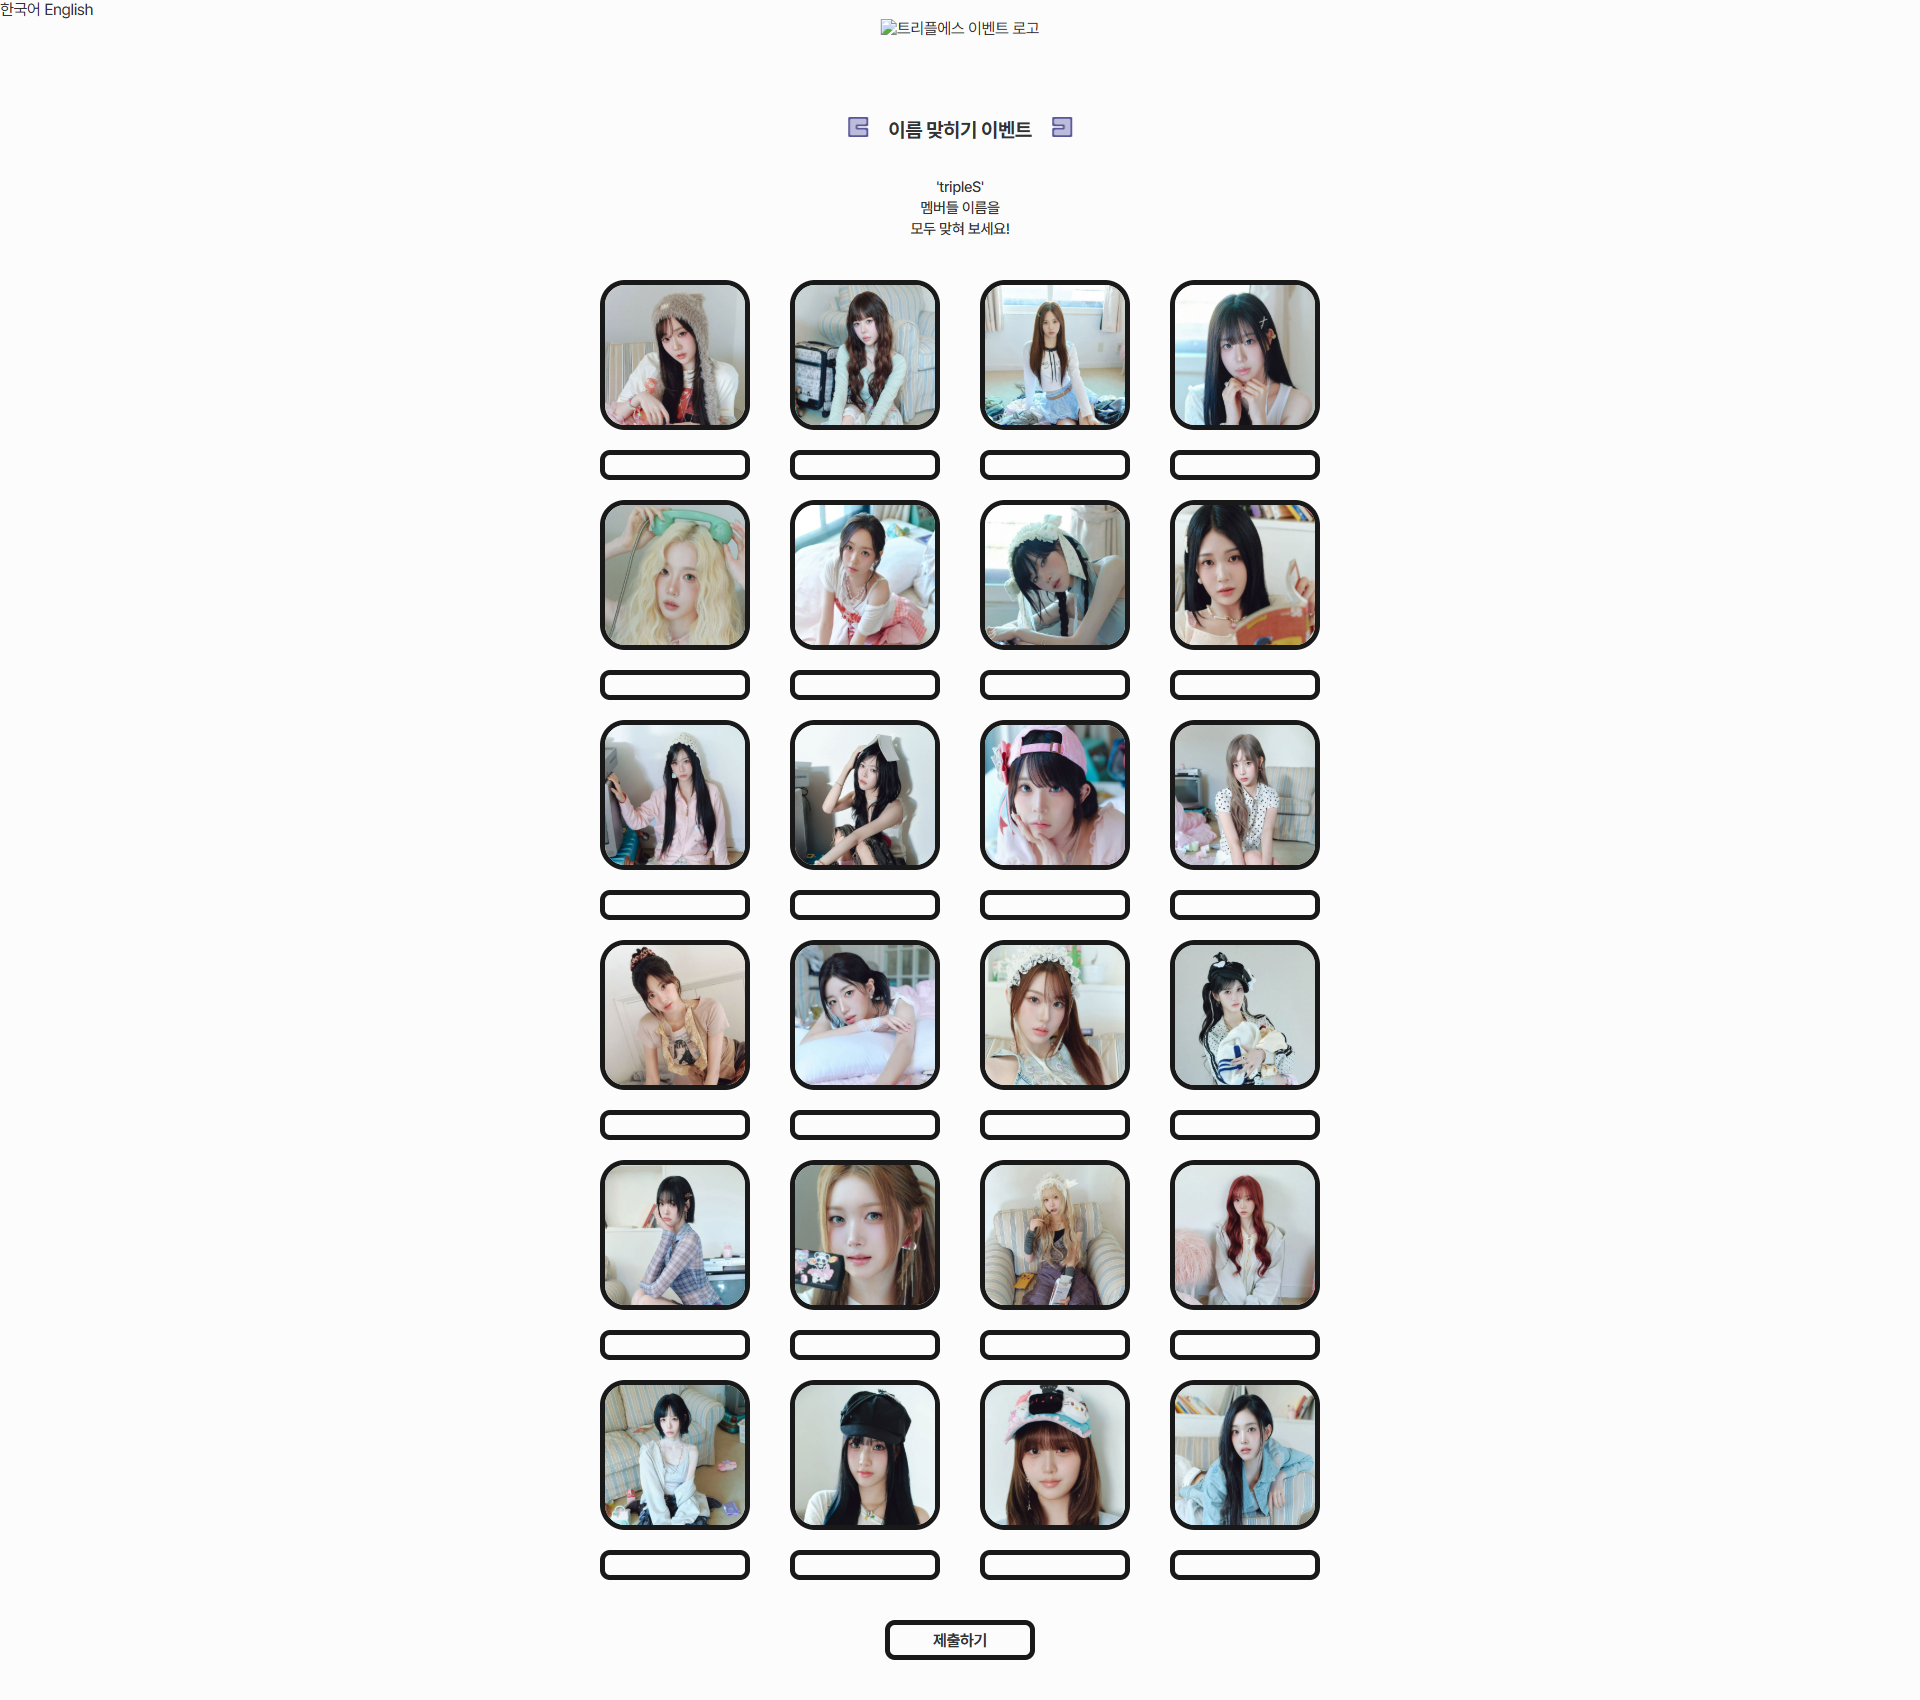 한국어 English
트리플에스 이벤트 로고
이름 맞히기 이벤트
'tripleS'
멤버들 이름을
모두 맞혀 보세요!
제출하기